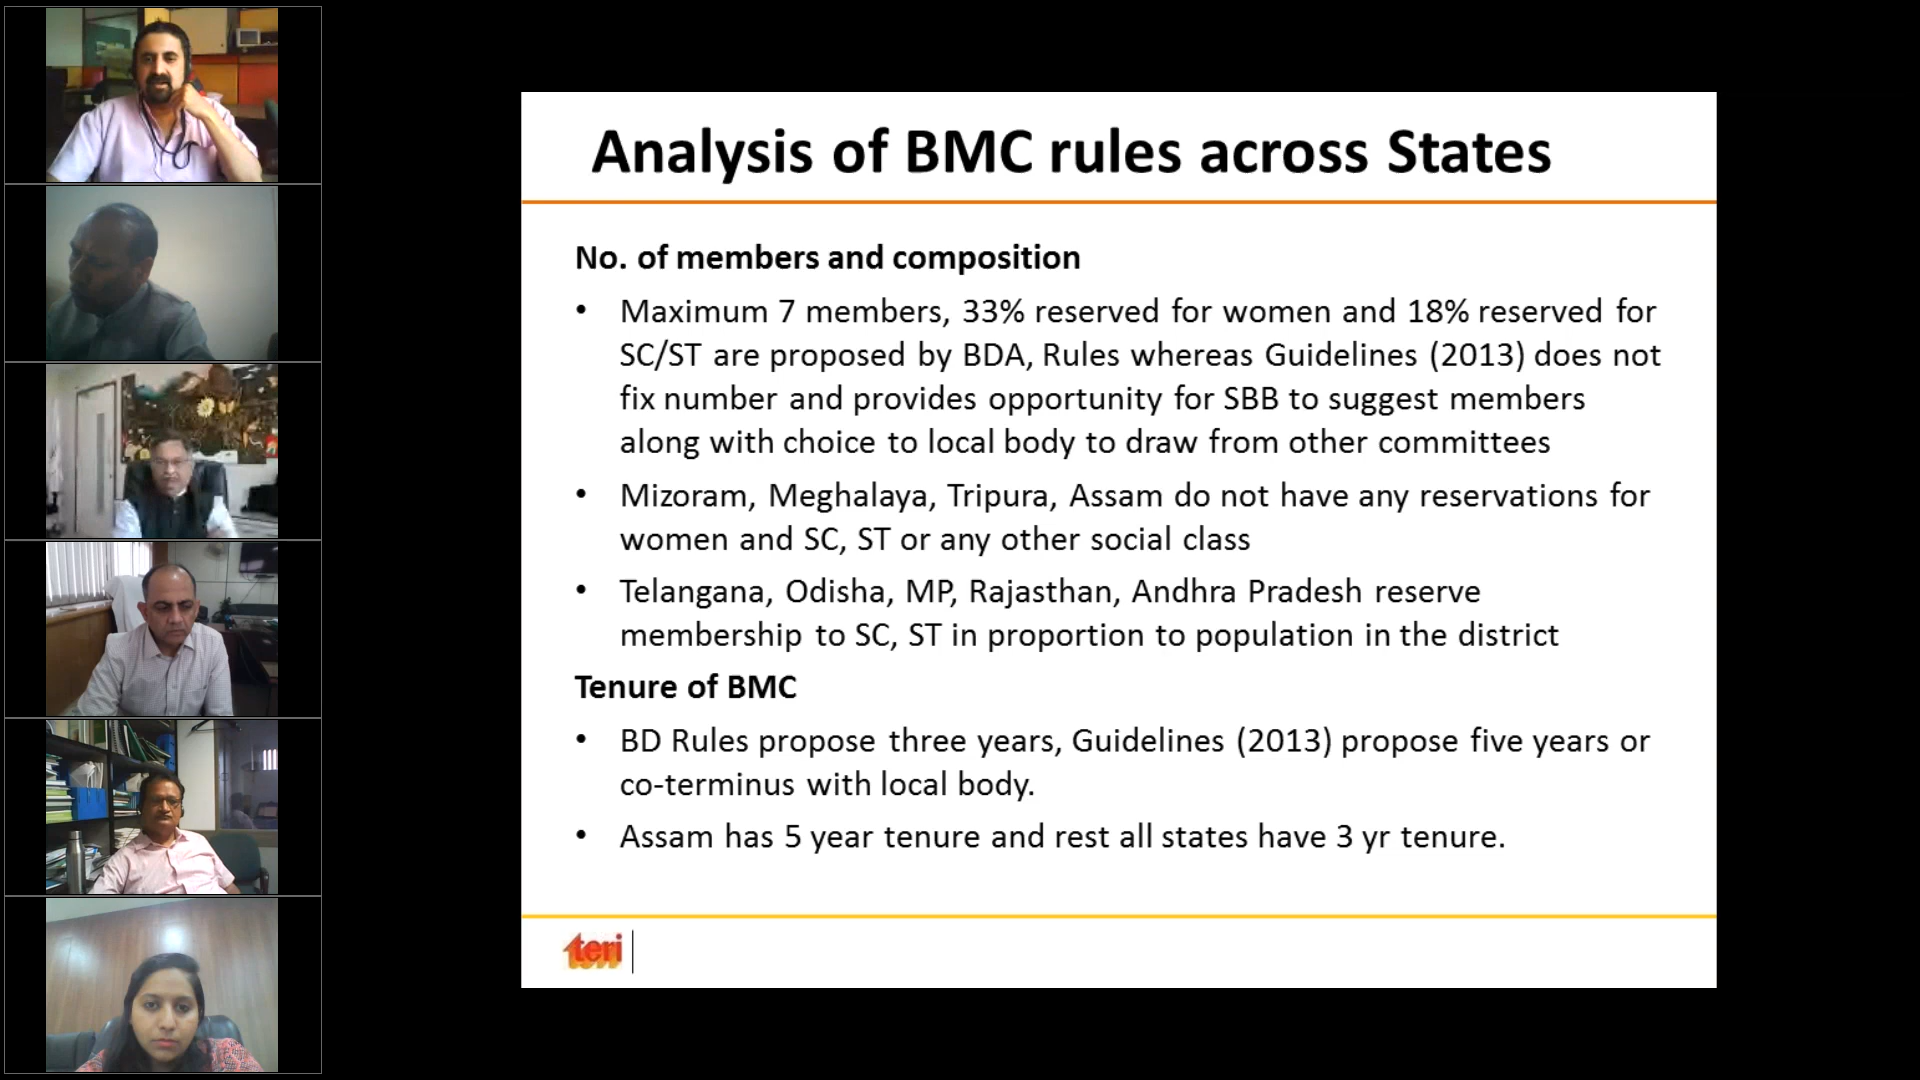 Analysis of BMC rules across States
No. of members and composition
• Maximum 7 members, 33% reserved for women and 18% reserved for
SC/ST are proposed by BDA, Rules whereas Guidelines (2013) does not
fix number and provides opportunity for SBB to suggest members
along with choice to local body to draw from other committees
• Mizoram, Meghalaya, Tripura, Assam do not have any reservations for
women and SC, ST or any other social class
• Telangana, Odisha, MP, Rajasthan, Andhra Pradesh reserve
membership to SC, ST in proportion to population in the district
Tenure of BMC
• BD Rules propose three years, Guidelines (2013) propose five years or
co-terminus with local body.
• Assam has 5 year tenure and rest all states have 3 yr tenure.
teri